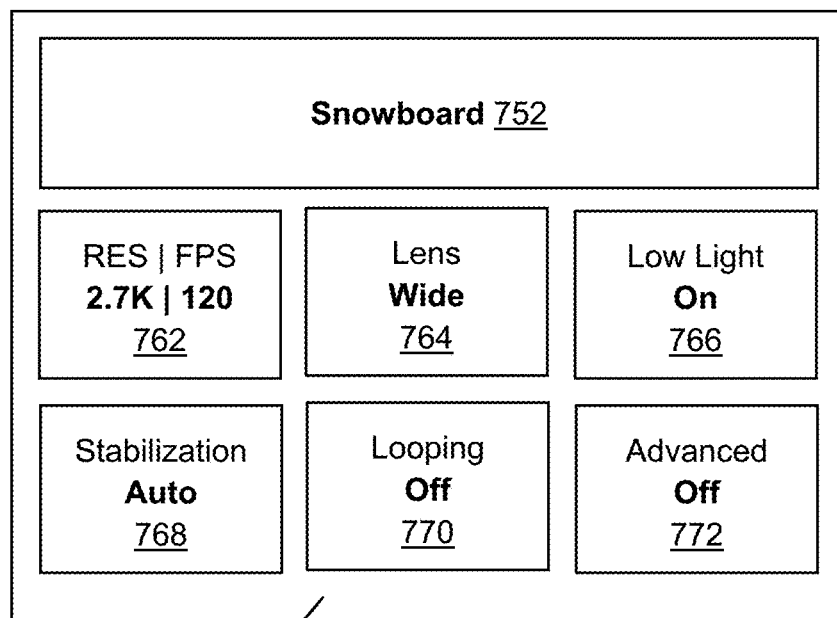 Snowboard 752
RES | FPS
2.7K | 120
762
Lens
Wide
764
Low Light
On
766
Stabilization
Auto
768
Looping
Off
770
Advanced
Off
772